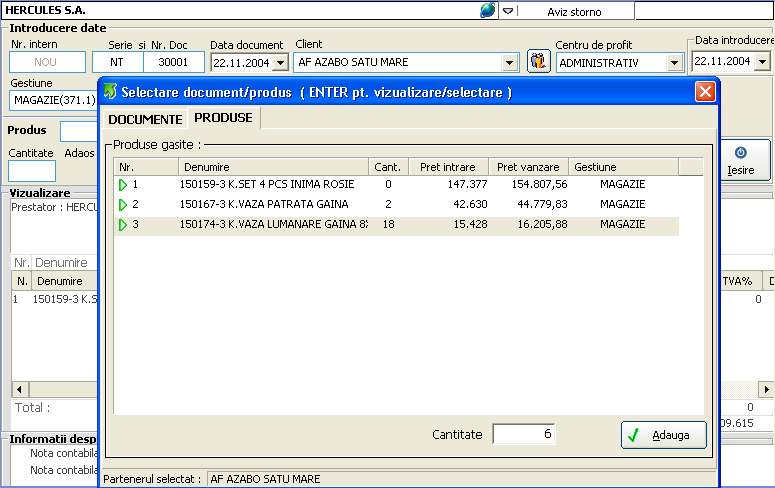 HERCULES S.A.
Aviz storno
Introducere date
Nr. intern Serie si Nr. Doc Data document Client Centru de profit Data introducere
NOU NT 30001 22.11.2004 AF AZABO SATU MARE ADMINISTRATIV 22.11.2004
Gestiune
MAGAZIE(371.1)
Produs
Cantitate Adaos
Iesire
Vizualizare
Prestator : HERCU
Nr. Denumire
N. Denumire TVA%
1 150159-3 K.S 0
Total : 0
09.615
Informatii desp
Nota contabila
Nota contabila
Selectare document/produs ( ENTER pt. vizualizare/selectare )
DOCUMENTE PRODUSE
Produse gasite :
Nr. Denumire Cant. Pret intrare Pret vanzare Gestiune
1 150159-3 K.SET 4 PCS INIMA ROSIE 0 147.377 154.807,56 MAGAZIE
2 150167-3 K.VAZA PATRATA GAINA 2 42.630 44.779,83 MAGAZIE
3 150174-3 K.VAZA LUMANARE GAINA 8X 18 15.428 16.205,88 MAGAZIE
Cantitate 6 Adauga
Partenerul selectat : AF AZABO SATU MARE